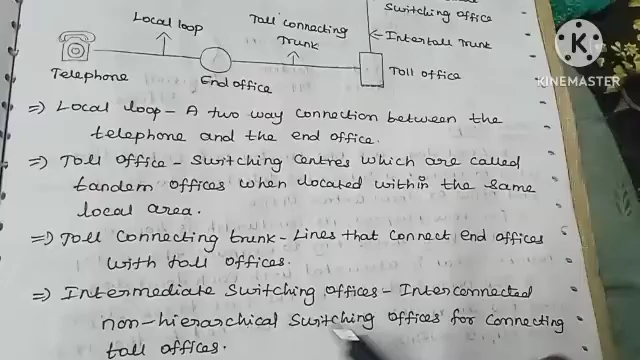 Switching office
Local loop
Toll connecting
Trunk
Intertoll Trunk
Telephone
End office
Toll office
KINEMASTER
⇒ Local loop - A two way connection between the
telephone and the end office.
⇒ Toll office - Switching centres which are called
tandem offices when located within the same
local area.
⇒ Toll Connecting trunk - Lines that connect end offices
with toll offices.
⇒ Intermediate Switching offices - Interconnected
non-hierarchical switching offices for connecting
toll offices.